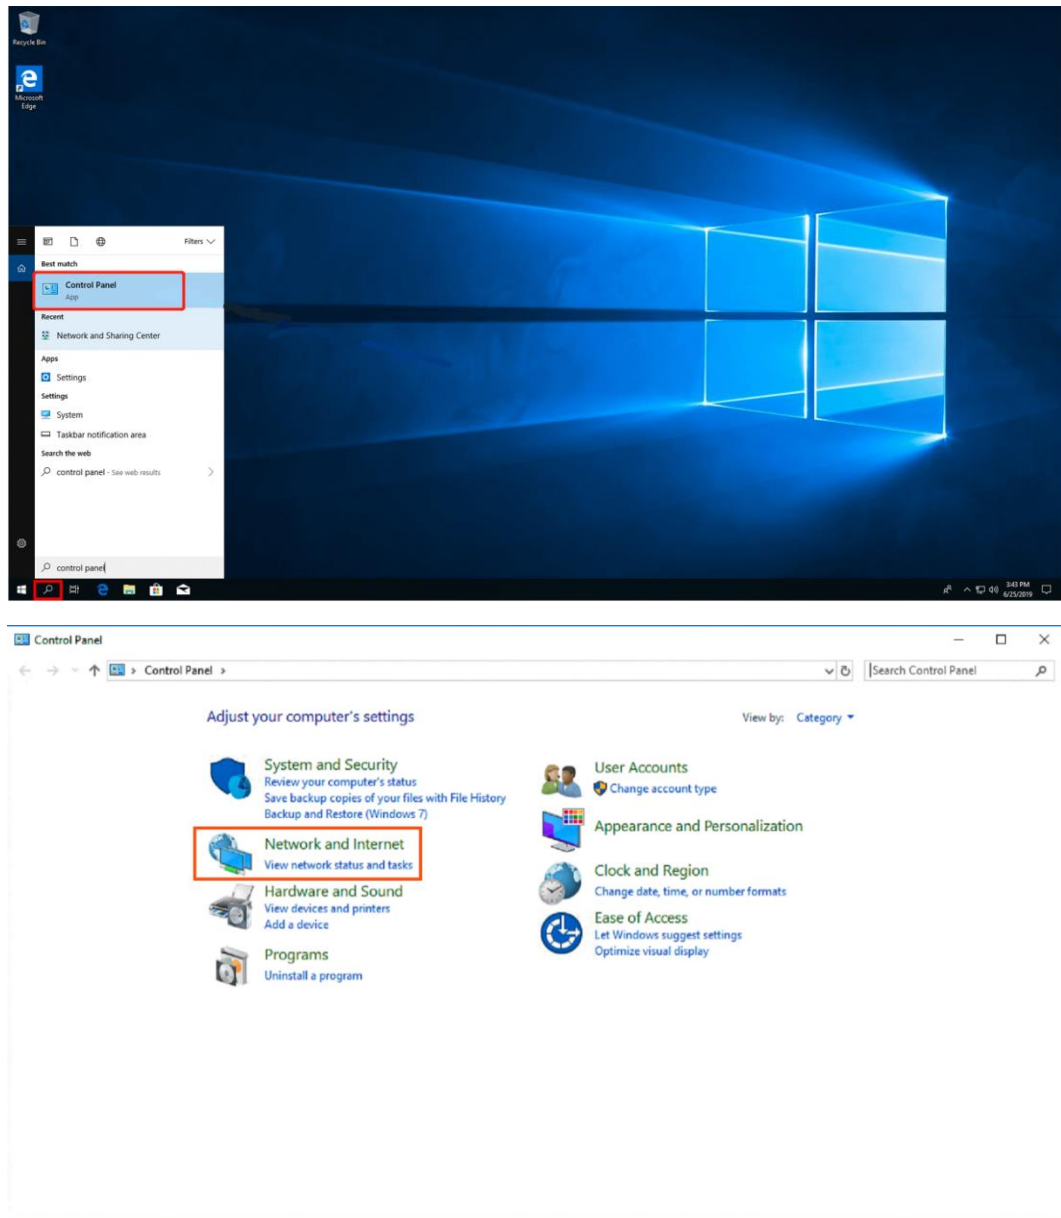 Recycle Bin
Microsoft
Edge
Filters
Best match
Control Panel
App
Recent
Network and Sharing Center
Apps
Settings
Settings
System
Taskbar notification area
Search the web
control panel - See web results
control panel
3:43 PM
6/25/2019
Control Panel
Control Panel
Search Control Panel
Adjust your computer's settings
View by: Category
System and Security
Review your computer's status
Save backup copies of your files with File History
Backup and Restore (Windows 7)
Network and Internet
View network status and tasks
Hardware and Sound
View devices and printers
Add a device
Programs
Uninstall a program
User Accounts
Change account type
Appearance and Personalization
Clock and Region
Change date, time, or number formats
Ease of Access
Let Windows suggest settings
Optimize visual display